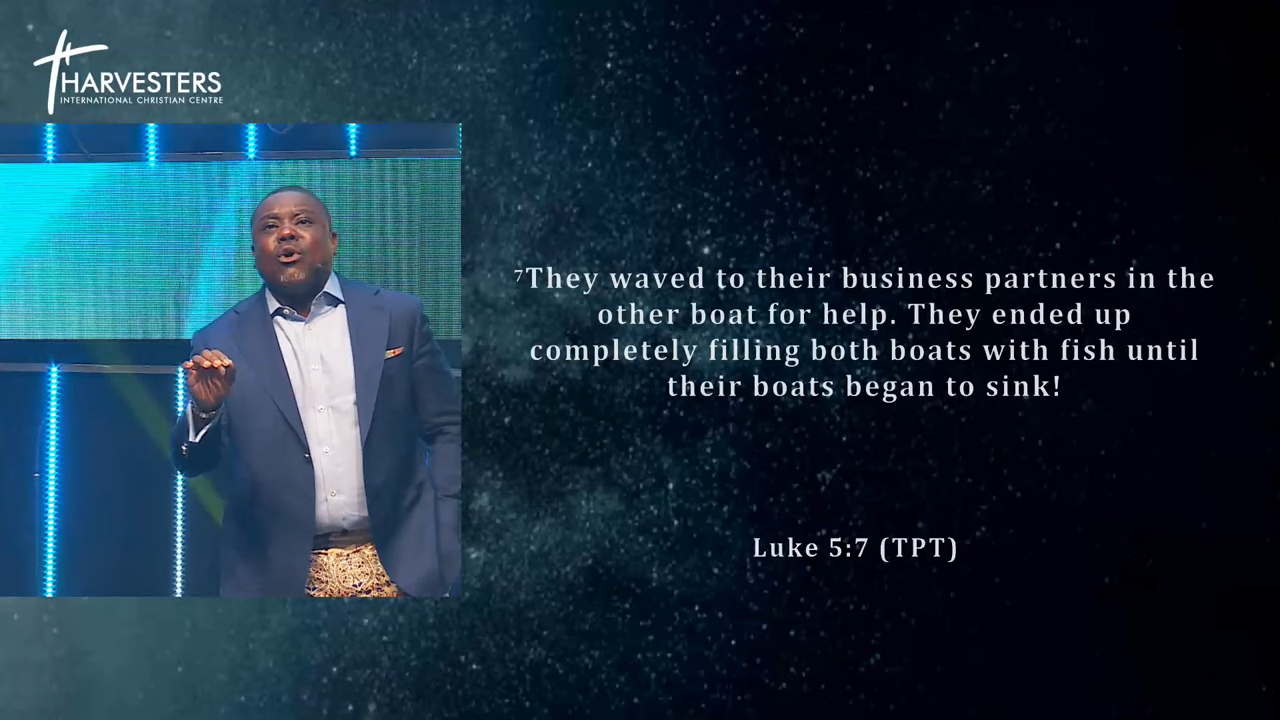 HARVESTERS
INTERNATIONAL CHRISTIAN CENTRE
⁷They waved to their business partners in the
other boat for help. They ended up
completely filling both boats with fish until
their boats began to sink!
Luke 5:7 (TPT)